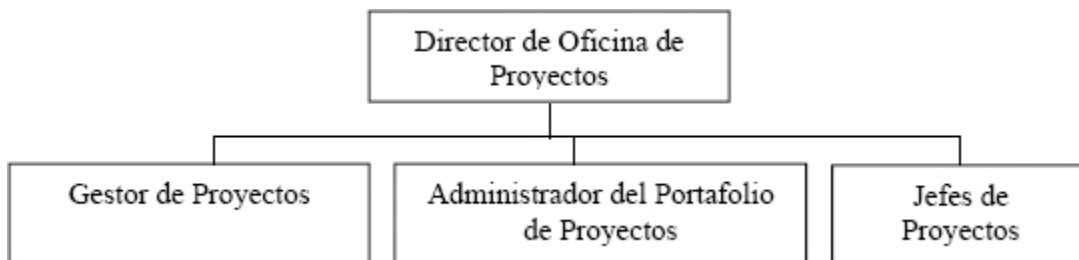 Director de Oficina de
Proyectos
Gestor de Proyectos
Administrador del Portafolio
de Proyectos
Jefes de
Proyectos